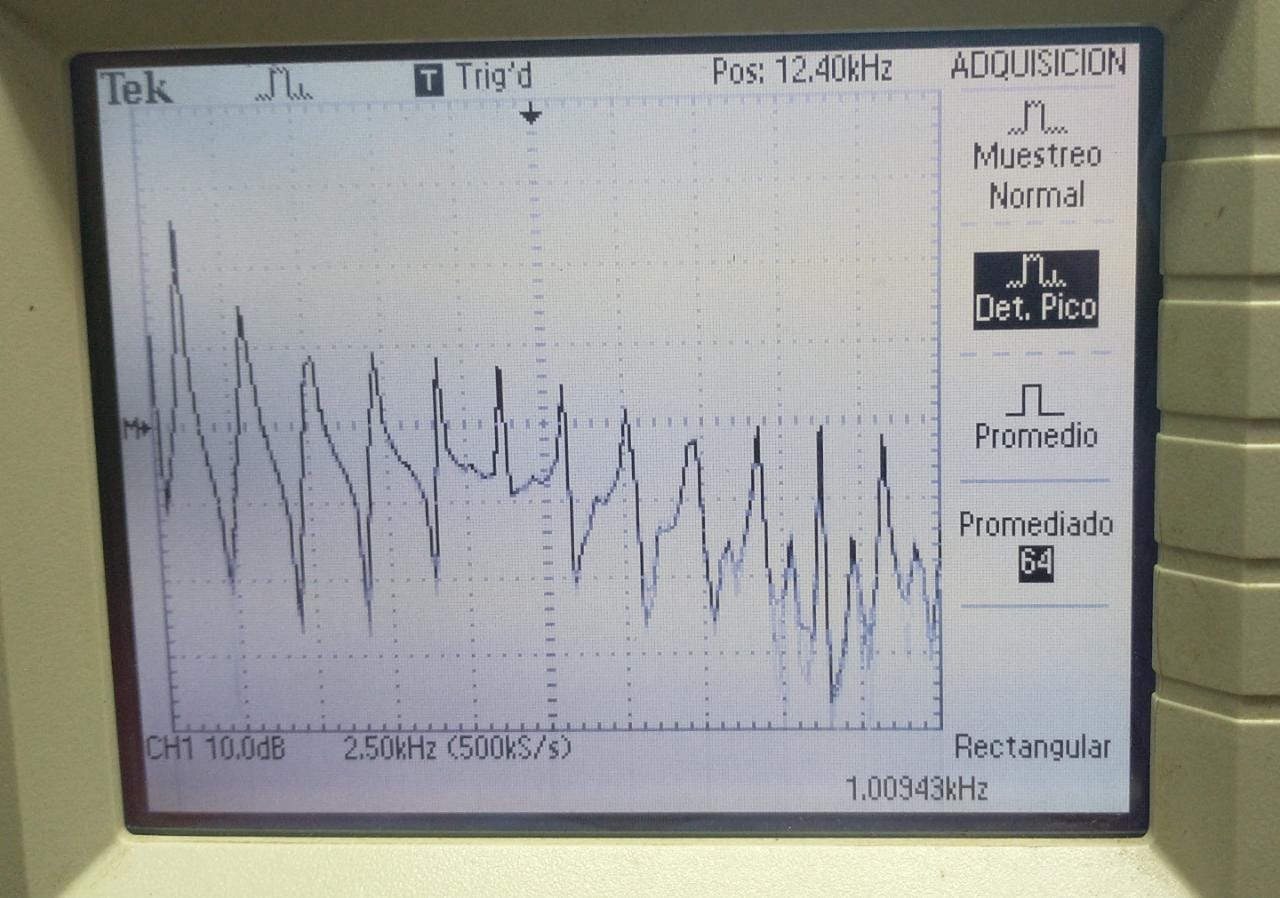 Tek T Trig'd Pos: 12.40kHz ADQUISICION
Muestreo
Normal
Det. Pico
M
Promedio
Promediado
64
CH1 10.0dB 2.50kHz (500kS/s) Rectangular
1.00943kHz